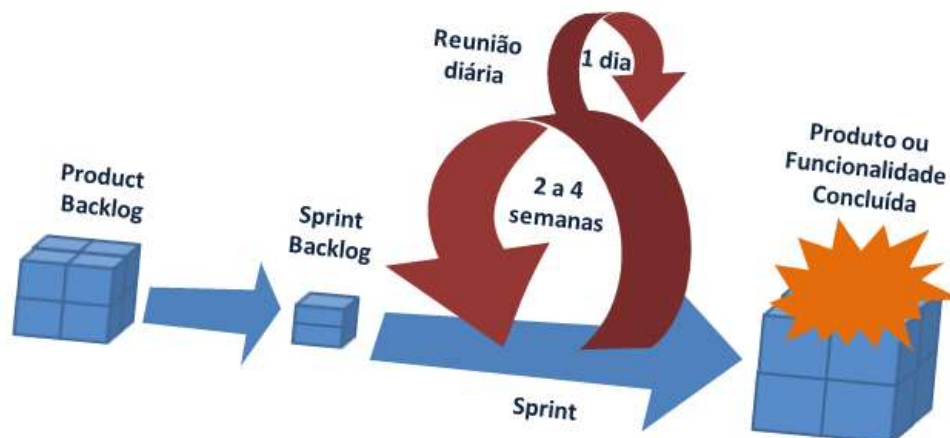 Product
Backlog
Sprint
Backlog
Reunião
diária
1 dia
2 a 4
semanas
Sprint
Produto ou
Funcionalidade
Concluída